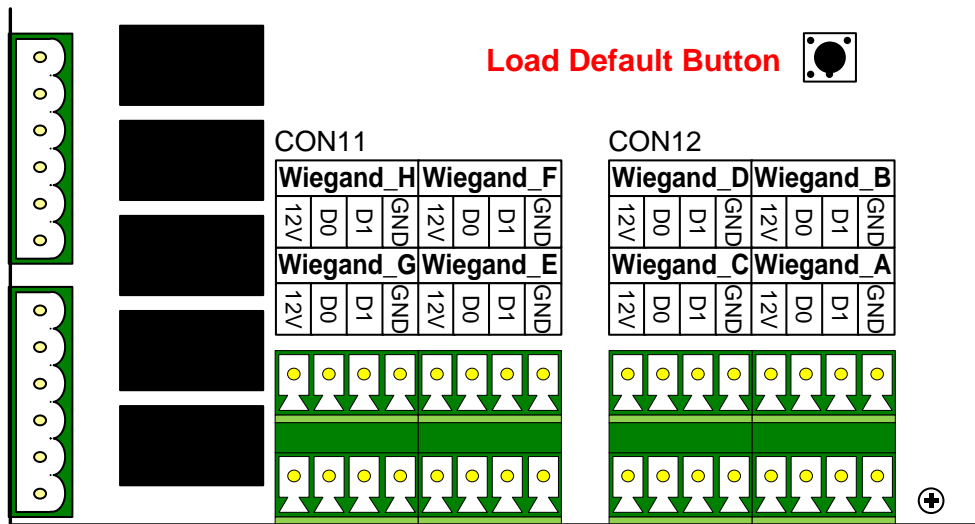 Load Default Button
CON11 CON12
Wiegand_H Wiegand_F Wiegand_D Wiegand_B
12V D0 D1 GND 12V D0 D1 GND 12V D0 D1 GND 12V D0 D1 GND
Wiegand_G Wiegand_E Wiegand_C Wiegand_A
12V D0 D1 GND 12V D0 D1 GND 12V D0 D1 GND 12V D0 D1 GND